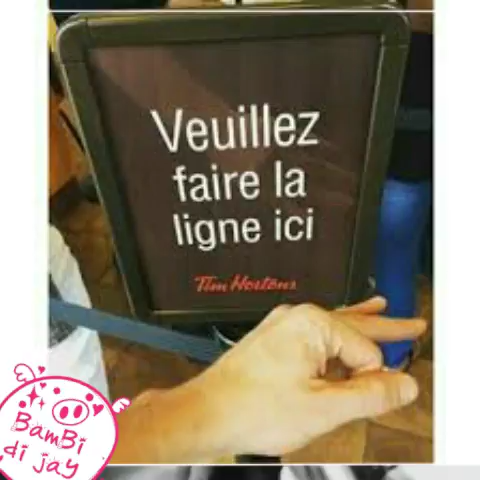 Veuillez
faire la
ligne ici
Tim Hortons
BamBi
di jay